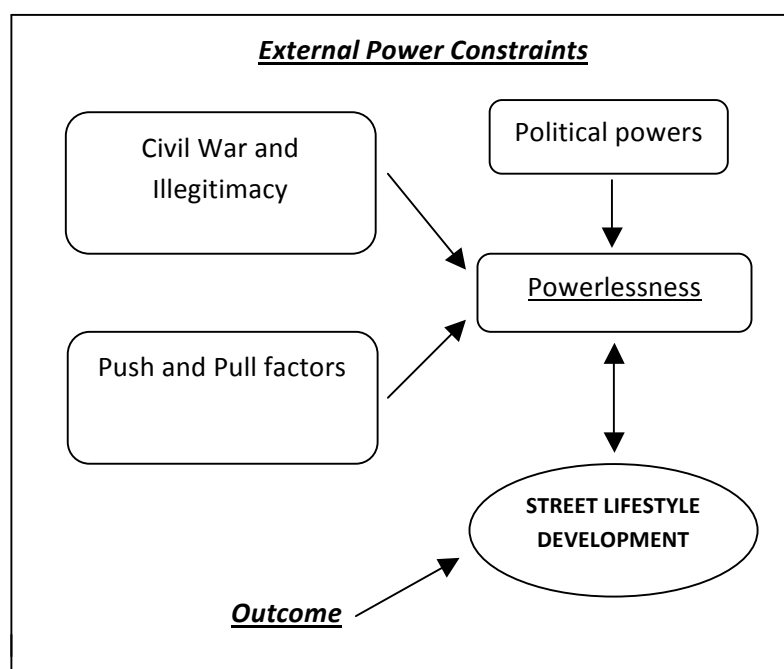 External Power Constraints
Civil War and
Illegitimacy
Political powers
Powerlessness
Push and Pull factors
STREET LIFESTYLE
DEVELOPMENT
Outcome